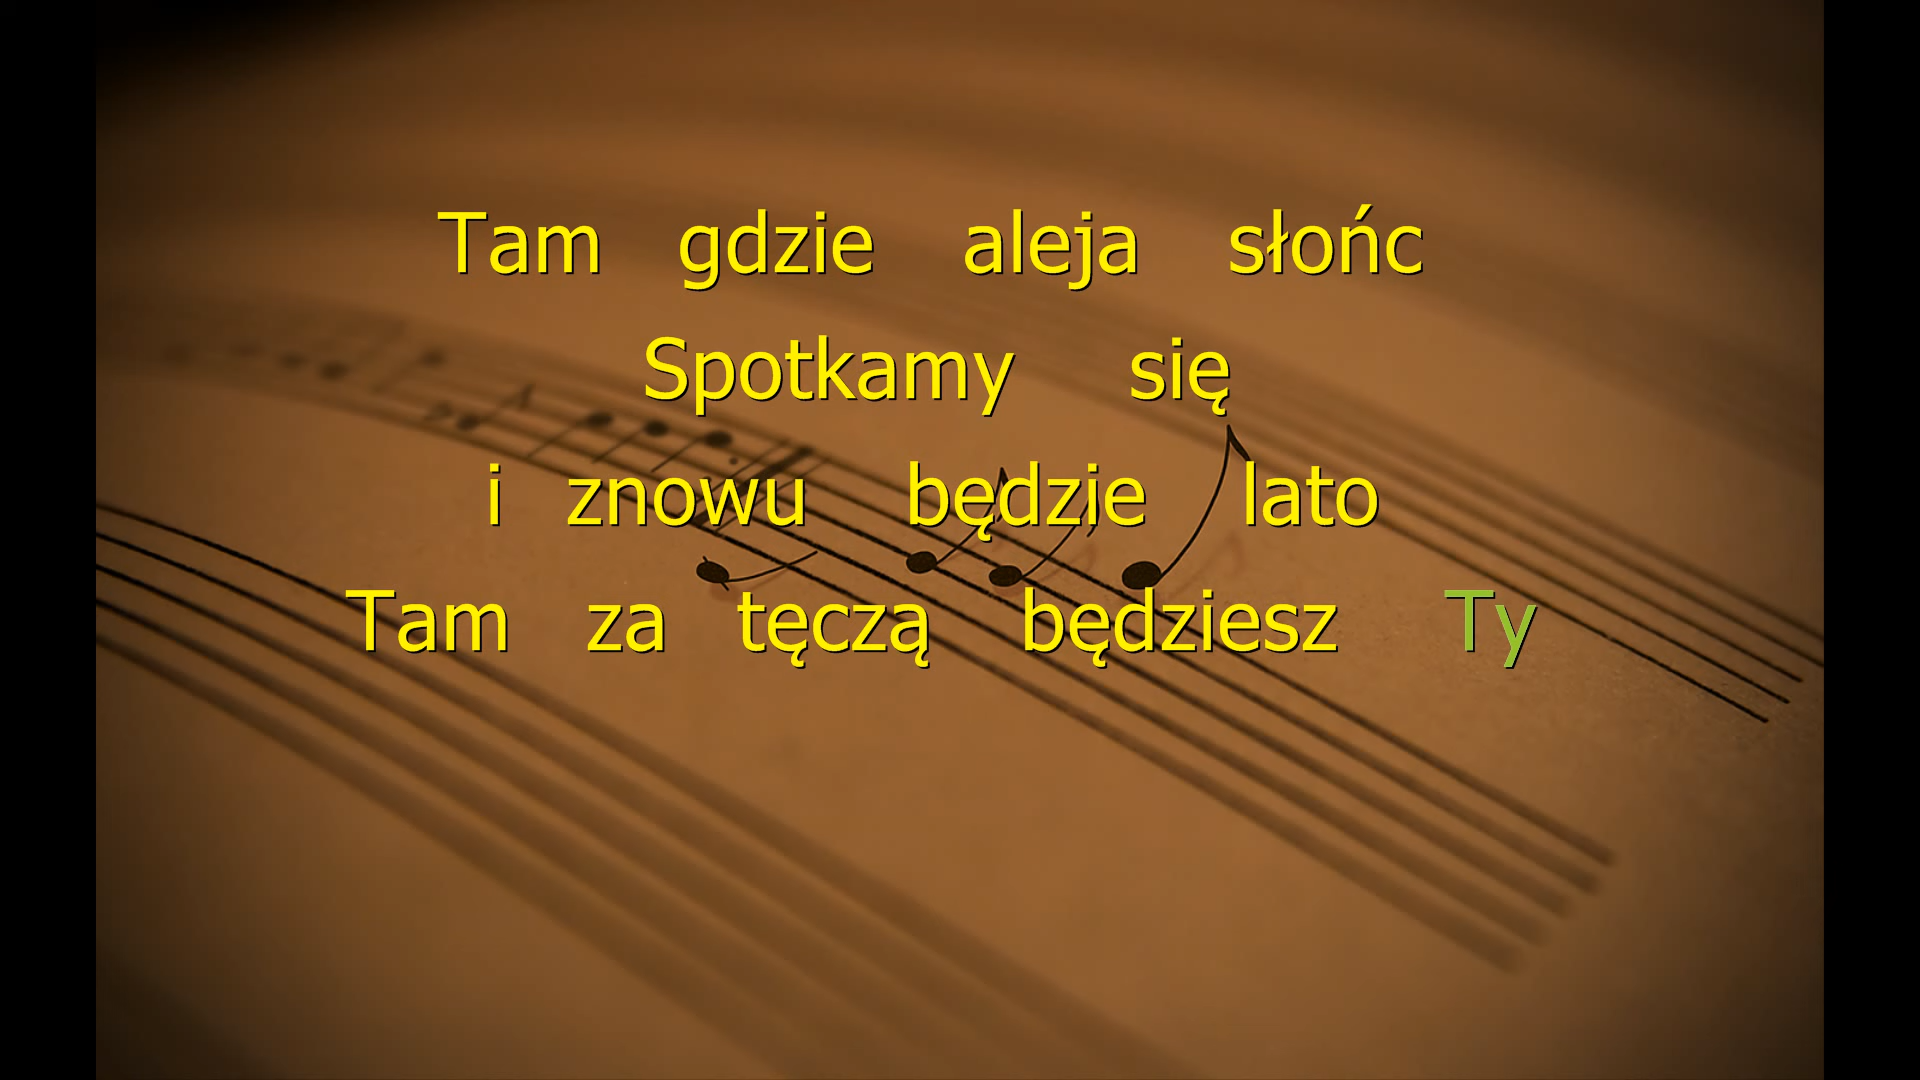 Tam gdzie aleja słońc
Spotkamy się
i znowu będzie lato
Tam za tęczą będziesz Ty